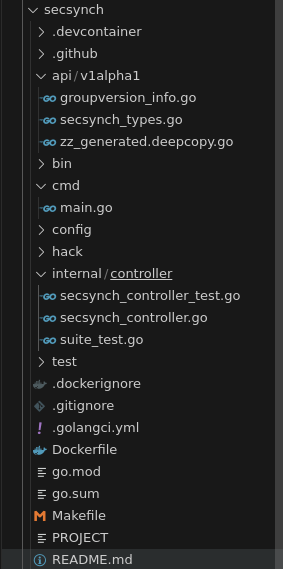 secsynch
.devcontainer
.github
api/v1alpha1
groupversion_info.go
secsynch_types.go
zz_generated.deepcopy.go
bin
cmd
main.go
config
hack
internal/controller
secsynch_controller_test.go
secsynch_controller.go
suite_test.go
test
.dockerignore
.gitignore
.golangci.yml
Dockerfile
go.mod
go.sum
Makefile
PROJECT
README.md